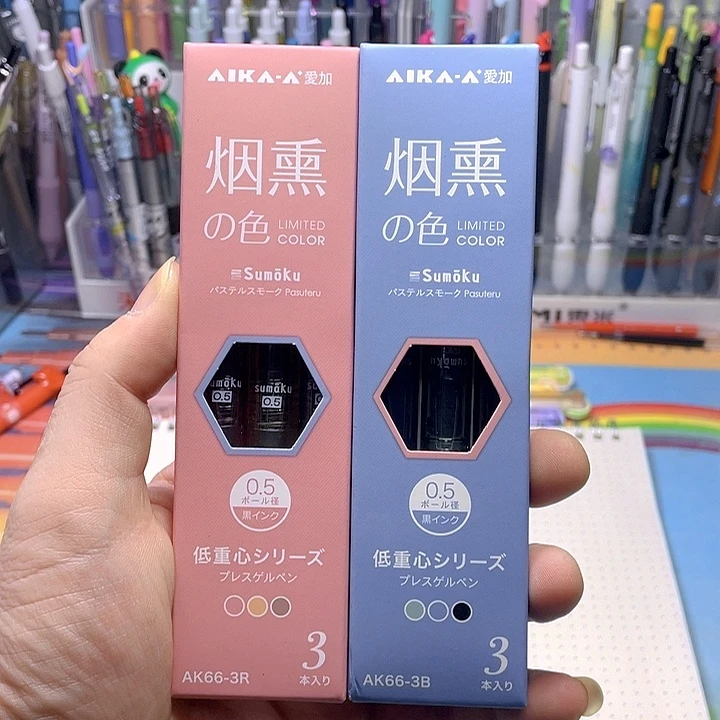 AIKA-A+愛加
烟熏
の色 LIMITED COLOR
Sumōku
パステルスモーク Pasuteru
sumōku
0.5
0.5
ボール径
黒インク
低重心シリーズ
プレスゲルペン
3
本入り
AK66-3R
AIKA-A+愛加
烟熏
の色 LIMITED COLOR
Sumōku
パステルスモーク Pasuteru
0.5
ボール径
黒インク
低重心シリーズ
プレスゲルペン
3
本入り
AK66-3B